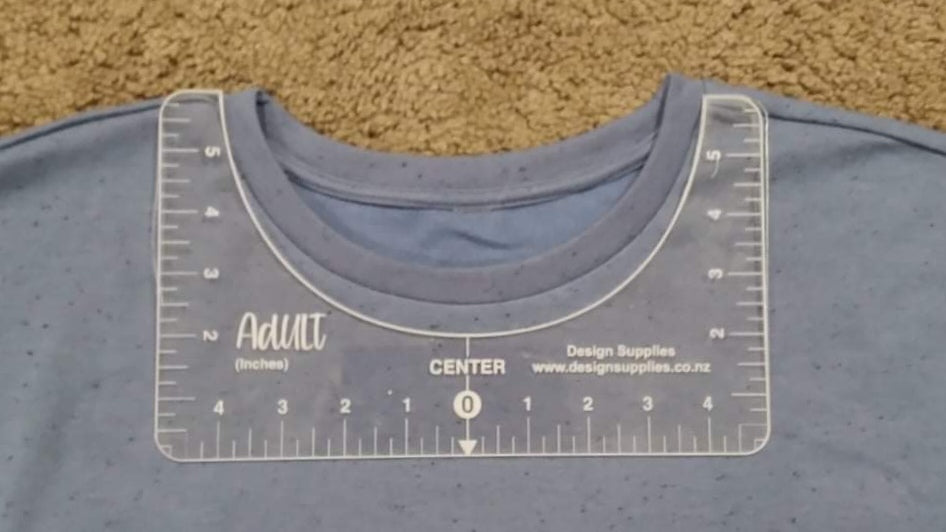 5 5
4 4
3 3
2 2
AdULT
(Inches)
CENTER
Design Supplies
www.designsupplies.co.nz
4 3 2 1 0 1 2 3 4